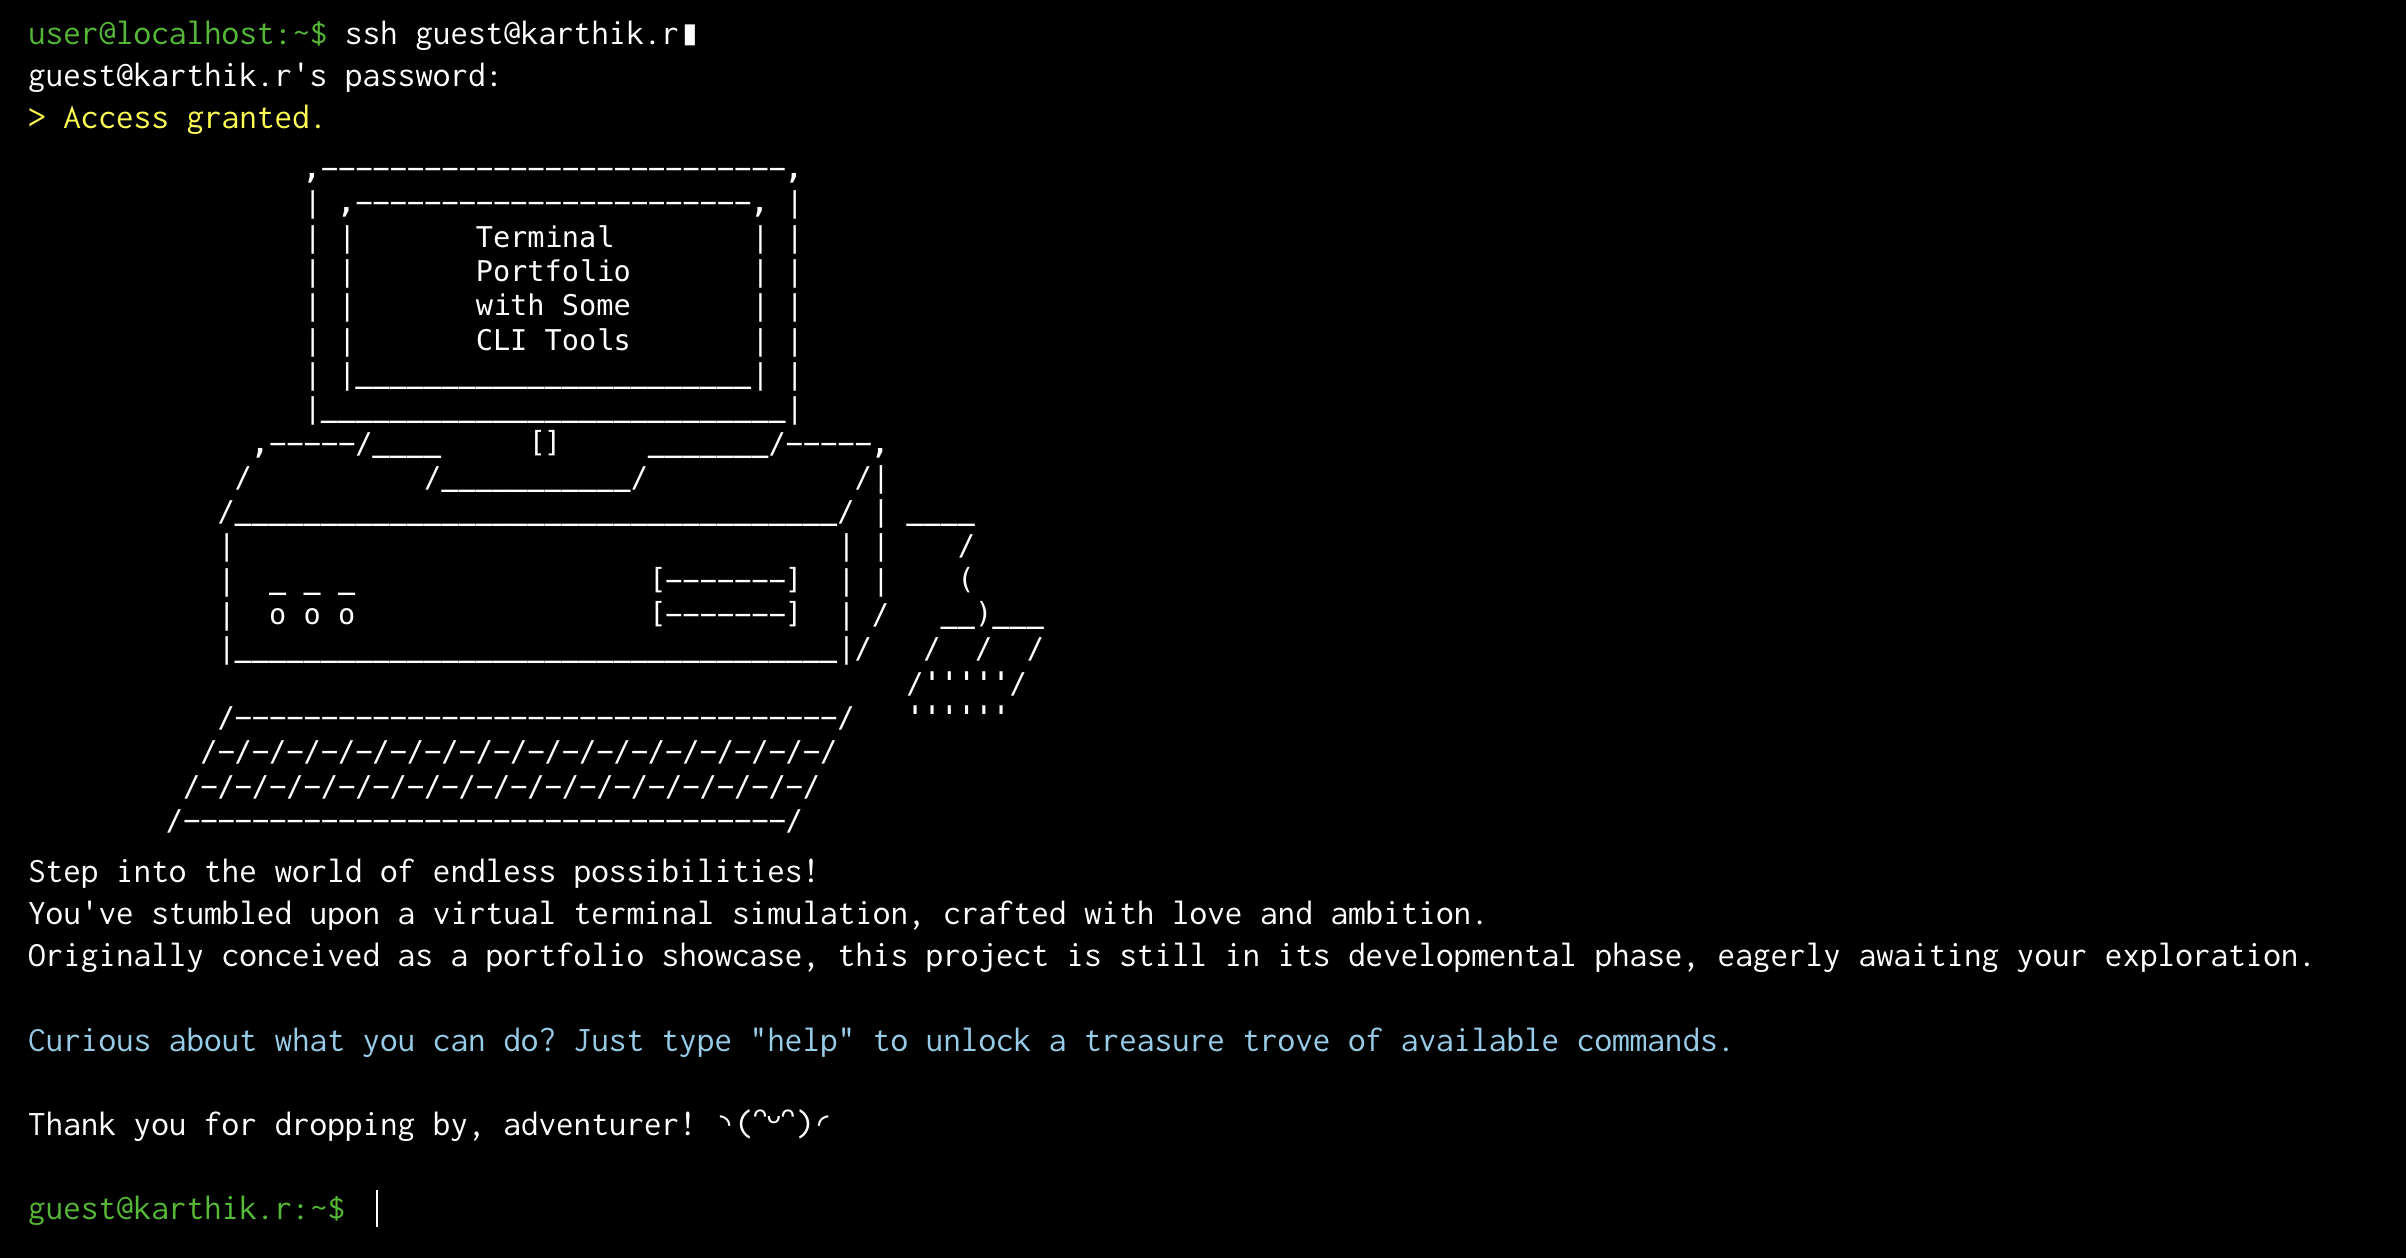 user@localhost:~$ ssh guest@karthik.r
guest@karthik.r's password:
> Access granted.
Terminal
Portfolio
with Some
CLI Tools
[]
[-------]
[-------]
o o o
Step into the world of endless possibilities!
You've stumbled upon a virtual terminal simulation, crafted with love and ambition.
Originally conceived as a portfolio showcase, this project is still in its developmental phase, eagerly awaiting your exploration.
Curious about what you can do? Just type "help" to unlock a treasure trove of available commands.
Thank you for dropping by, adventurer! ヽ(^◡^)ノ
guest@karthik.r:~$